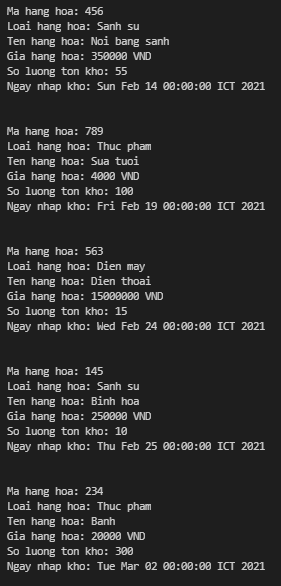 Ma hang hoa: 456
Loai hang hoa: Sanh su
Ten hang hoa: Noi bang sanh
Gia hang hoa: 350000 VND
So luong ton kho: 55
Ngay nhap kho: Sun Feb 14 00:00:00 ICT 2021
Ma hang hoa: 789
Loai hang hoa: Thuc pham
Ten hang hoa: Sua tuoi
Gia hang hoa: 4000 VND
So luong ton kho: 100
Ngay nhap kho: Fri Feb 19 00:00:00 ICT 2021
Ma hang hoa: 563
Loai hang hoa: Dien may
Ten hang hoa: Dien thoai
Gia hang hoa: 15000000 VND
So luong ton kho: 15
Ngay nhap kho: Wed Feb 24 00:00:00 ICT 2021
Ma hang hoa: 145
Loai hang hoa: Sanh su
Ten hang hoa: Binh hoa
Gia hang hoa: 250000 VND
So luong ton kho: 10
Ngay nhap kho: Thu Feb 25 00:00:00 ICT 2021
Ma hang hoa: 234
Loai hang hoa: Thuc pham
Ten hang hoa: Banh
Gia hang hoa: 20000 VND
So luong ton kho: 300
Ngay nhap kho: Tue Mar 02 00:00:00 ICT 2021